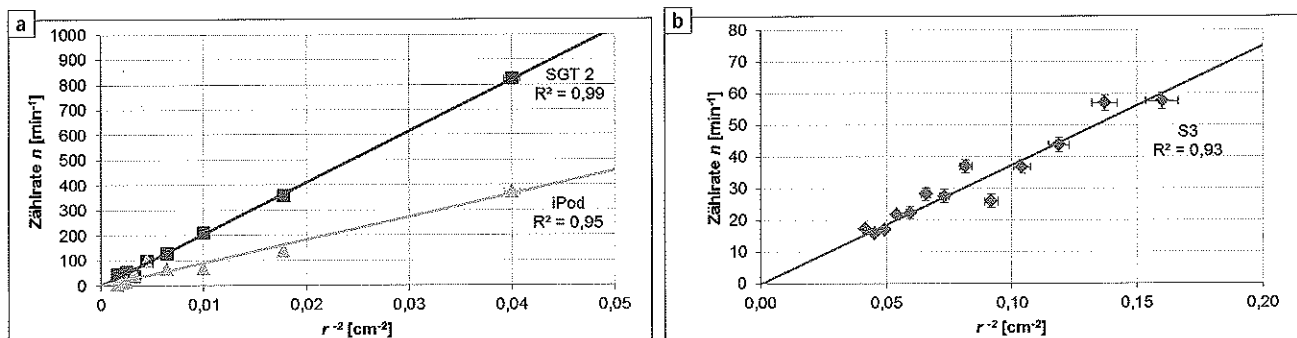 a
Zählrate n [min⁻¹]
1000
900
800
700
600
500
400
300
200
100
0
SGT 2
R² = 0,99
iPod
R² = 0,95
0
0,01
0,02
0,03
0,04
0,05
r⁻² [cm⁻²]
b
Zählrate n [min⁻¹]
80
70
60
50
40
30
20
10
0
S3
R² = 0,93
0,00
0,05
0,10
0,15
0,20
r⁻² [cm⁻²]